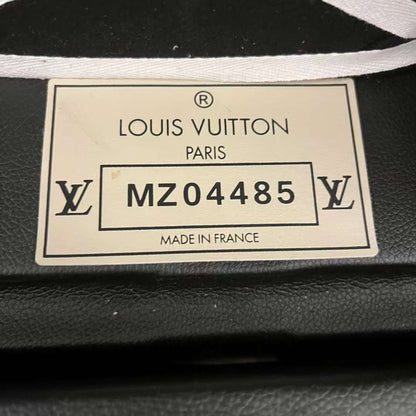 ®
LOUIS VUITTON
PARIS
LV MZ04485 LV
MADE IN FRANCE